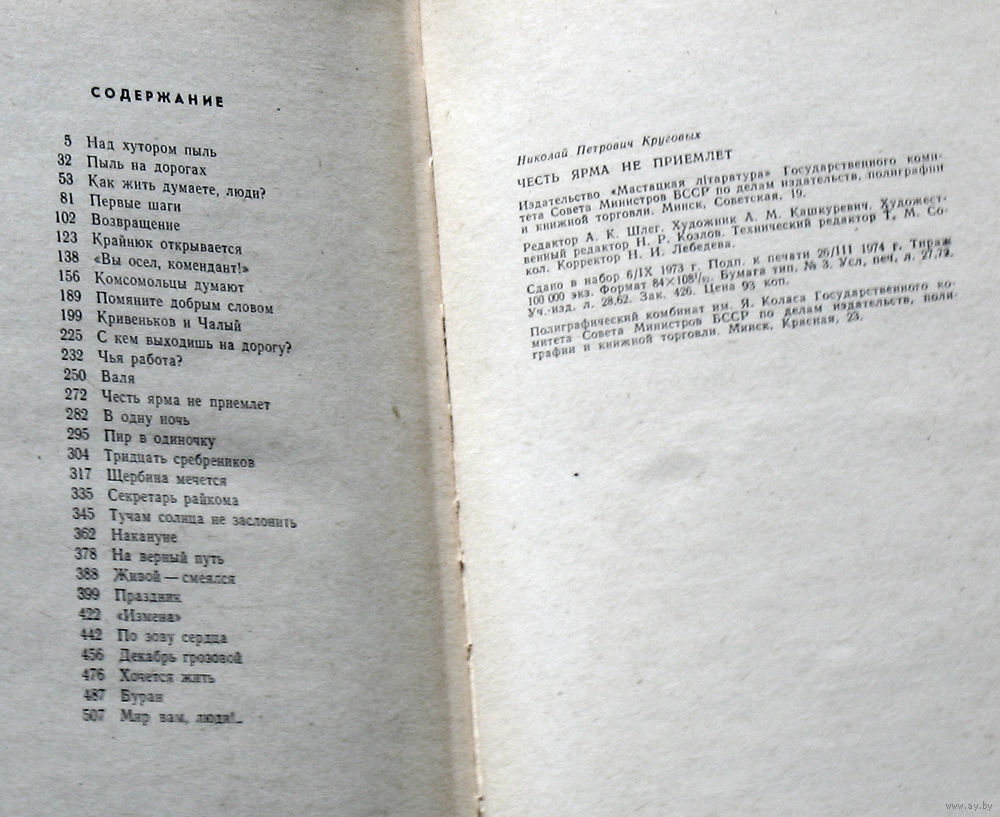 СОДЕРЖАНИЕ
5 Над хутором пыль
32 Пыль на дорогах
53 Как жить думаете, люди?
81 Первые шаги
102 Возвращение
123 Крайнюк открывается
138 «Вы осел, комендант!»
156 Комсомольцы думают
189 Помяните добрым словом
199 Кривеньков и Чалый
225 С кем выходишь на дорогу?
232 Чья работа?
250 Валя
272 Честь ярма не приемлет
282 В одну ночь
295 Пир в одиночку
304 Тридцать сребреников
317 Щербина мечется
335 Секретарь райкома
345 Тучам солнца не заслонить
362 Накануне
378 На верный путь
388 Живой — смеялся
399 Праздник
422 «Измена»
442 По зову сердца
456 Декабрь грозовой
476 Хочется жить
487 Буран
507 Мир вам, люди!..
Николай Петрович Круговых
ЧЕСТЬ ЯРМА НЕ ПРИЕМЛЕТ
Издательство «Мастацкая літаратура» Государственного коми-
тета Совета Министров БССР по делам издательств, полиграфии
и книжной торговли. Минск, Советская, 19.
Редактор А. К. Шлег. Художник А. М. Кашкуревич. Художест-
венный редактор Н. Р. Козлов. Технический редактор Т. М. Со-
кол. Корректор Н. И. Лебедева.
Сдано в набор 6/IX 1973 г. Подп. к печати 26/III 1974 г. Тираж
100 000 экз. Формат 84×108¹/₃₂. Бумага тип. № 3. Усл, печ, л. 27,72.
Уч.-изд. л. 28,62. Зак. 426. Цена 93 коп.
Полиграфический комбинат им. Я. Коласа Государственного ко-
митета Совета Министров БССР по делам издательств, поли-
графии и книжной торговли. Минск, Красная, 23.
www.ay.by